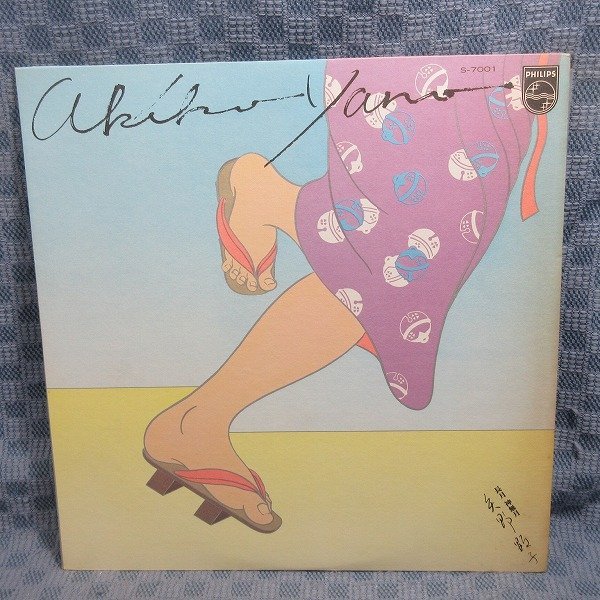 Akiko Yano
S-7001
PHILIPS
矢野顕子